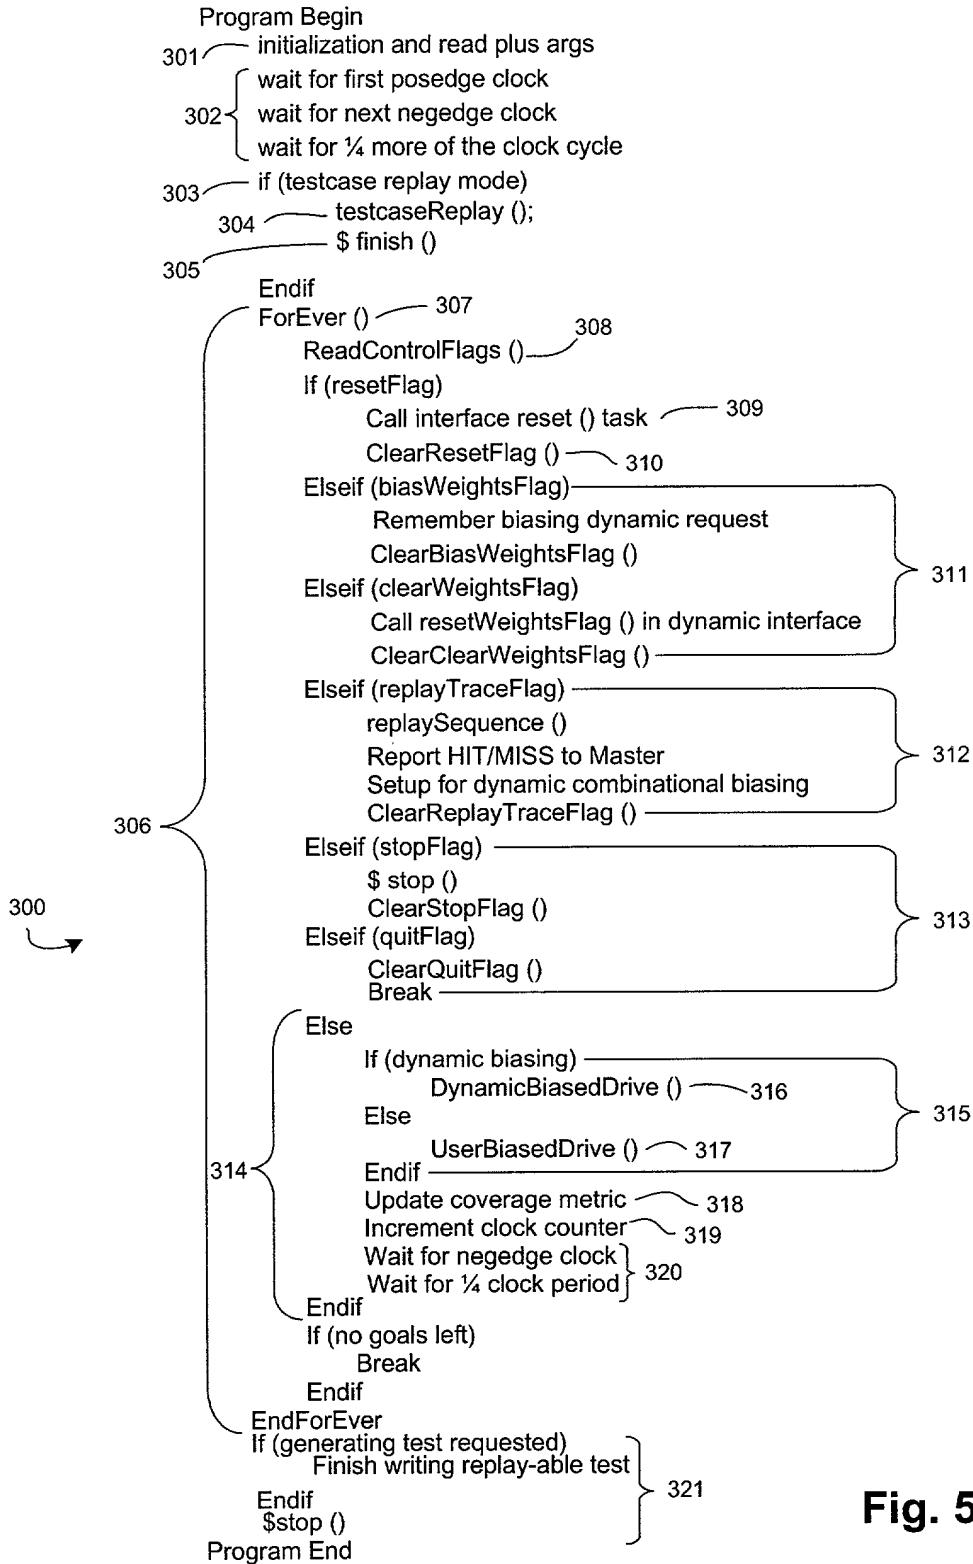 Program Begin
301 initialization and read plus args
wait for first posedge clock
302 wait for next negedge clock
wait for ¼ more of the clock cycle
303 if (testcase replay mode)
304 testcaseReplay ();
305 $ finish ()
Endif
ForEver () 307
ReadControlFlags () 308
If (resetFlag)
Call interface reset () task 309
ClearResetFlag () 310
Elseif (biasWeightsFlag)
Remember biasing dynamic request
ClearBiasWeightsFlag ()
311
Elseif (clearWeightsFlag)
Call resetWeightsFlag () in dynamic interface
ClearClearWeightsFlag ()
Elseif (replayTraceFlag)
replaySequence ()
Report HIT/MISS to Master 312
Setup for dynamic combinational biasing
ClearReplayTraceFlag ()
306
Elseif (stopFlag)
$ stop ()
300
ClearStopFlag () 313
Elseif (quitFlag)
ClearQuitFlag ()
Break
Else
If (dynamic biasing)
DynamicBiasedDrive () 316
Else 315
UserBiasedDrive () 317
314 Endif
Update coverage metric 318
Increment clock counter 319
Wait for negedge clock
320
Wait for ¼ clock period
Endif
If (no goals left)
Break
Endif
EndForEver
If (generating test requested)
Finish writing replay-able test
321
Endif
$stop ()
Program End
Fig. 5